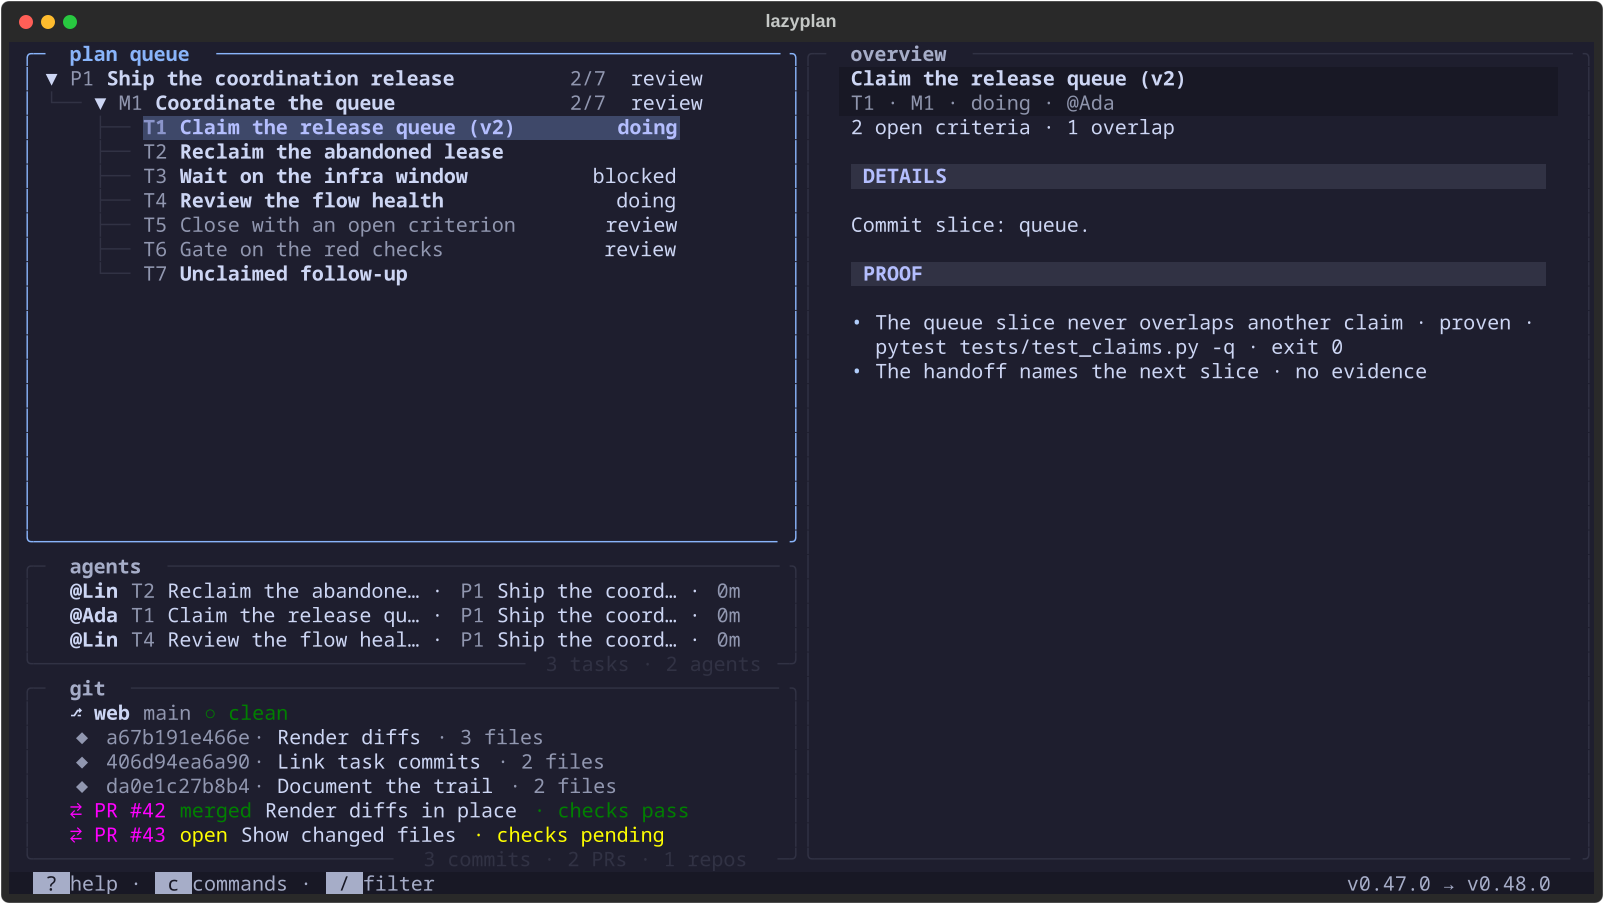 lazyplan
plan queue
▼ P1 Ship the coordination release 2/7 review
▼ M1 Coordinate the queue 2/7 review
T1 Claim the release queue (v2) doing
T2 Reclaim the abandoned lease
T3 Wait on the infra window blocked
T4 Review the flow health doing
T5 Close with an open criterion review
T6 Gate on the red checks review
T7 Unclaimed follow-up
agents
@Lin T2 Reclaim the abandone… · P1 Ship the coord… · 0m
@Ada T1 Claim the release qu… · P1 Ship the coord… · 0m
@Lin T4 Review the flow heal… · P1 Ship the coord… · 0m
3 tasks · 2 agents
git
⎇ web main ○ clean
◆ a67b191e466e · Render diffs · 3 files
◆ 406d94ea6a90 · Link task commits · 2 files
◆ da0e1c27b8b4 · Document the trail · 2 files
⇄ PR #42 merged Render diffs in place · checks pass
⇄ PR #43 open Show changed files · checks pending
3 commits · 2 PRs · 1 repos
overview
Claim the release queue (v2)
T1 · M1 · doing · @Ada
2 open criteria · 1 overlap
DETAILS
Commit slice: queue.
PROOF
• The queue slice never overlaps another claim · proven ·
pytest tests/test_claims.py -q · exit 0
• The handoff names the next slice · no evidence
? help · c commands · / filter
v0.47.0 → v0.48.0